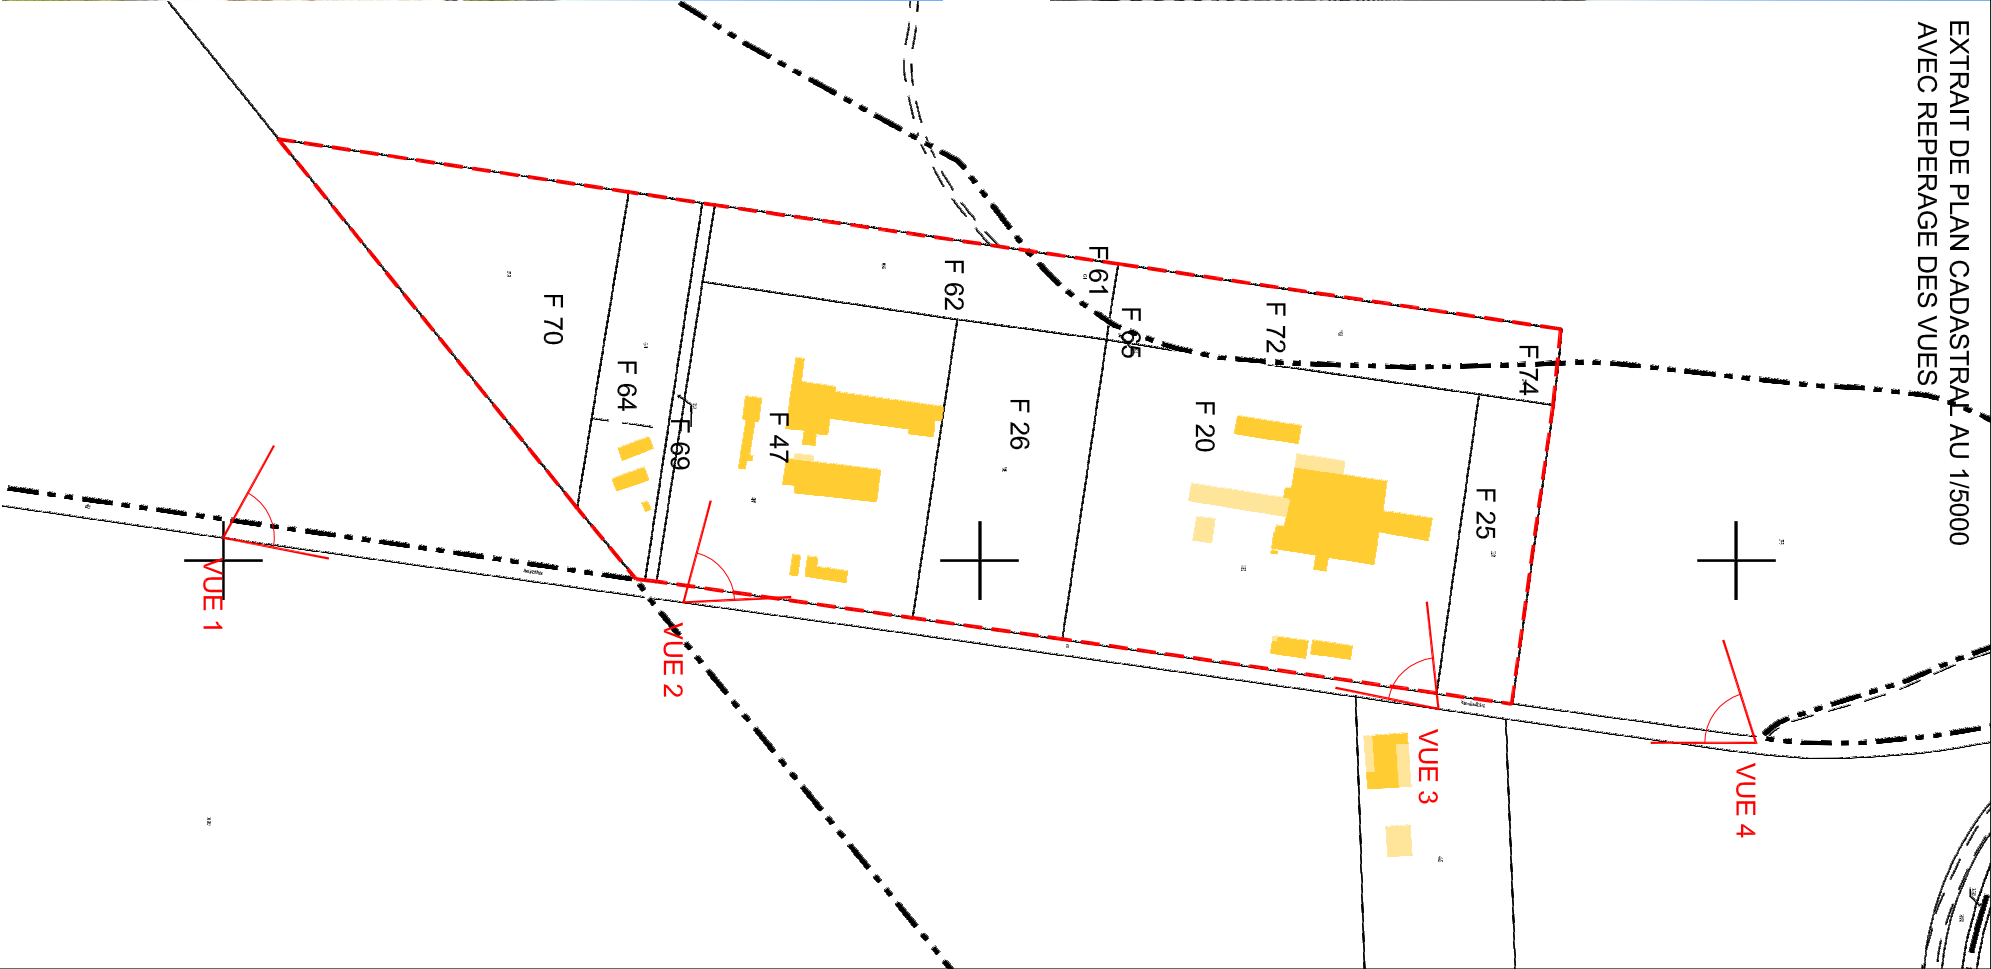 EXTRAIT DE PLAN CADASTRAL AU 1/5000
AVEC REPERAGE DES VUES
F 74
F 72
F 61
F 65
F 62
F 70
F 64
F 69
F 47
F 26
F 20
F 25
VUE 1
VUE 2
VUE 3
VUE 4